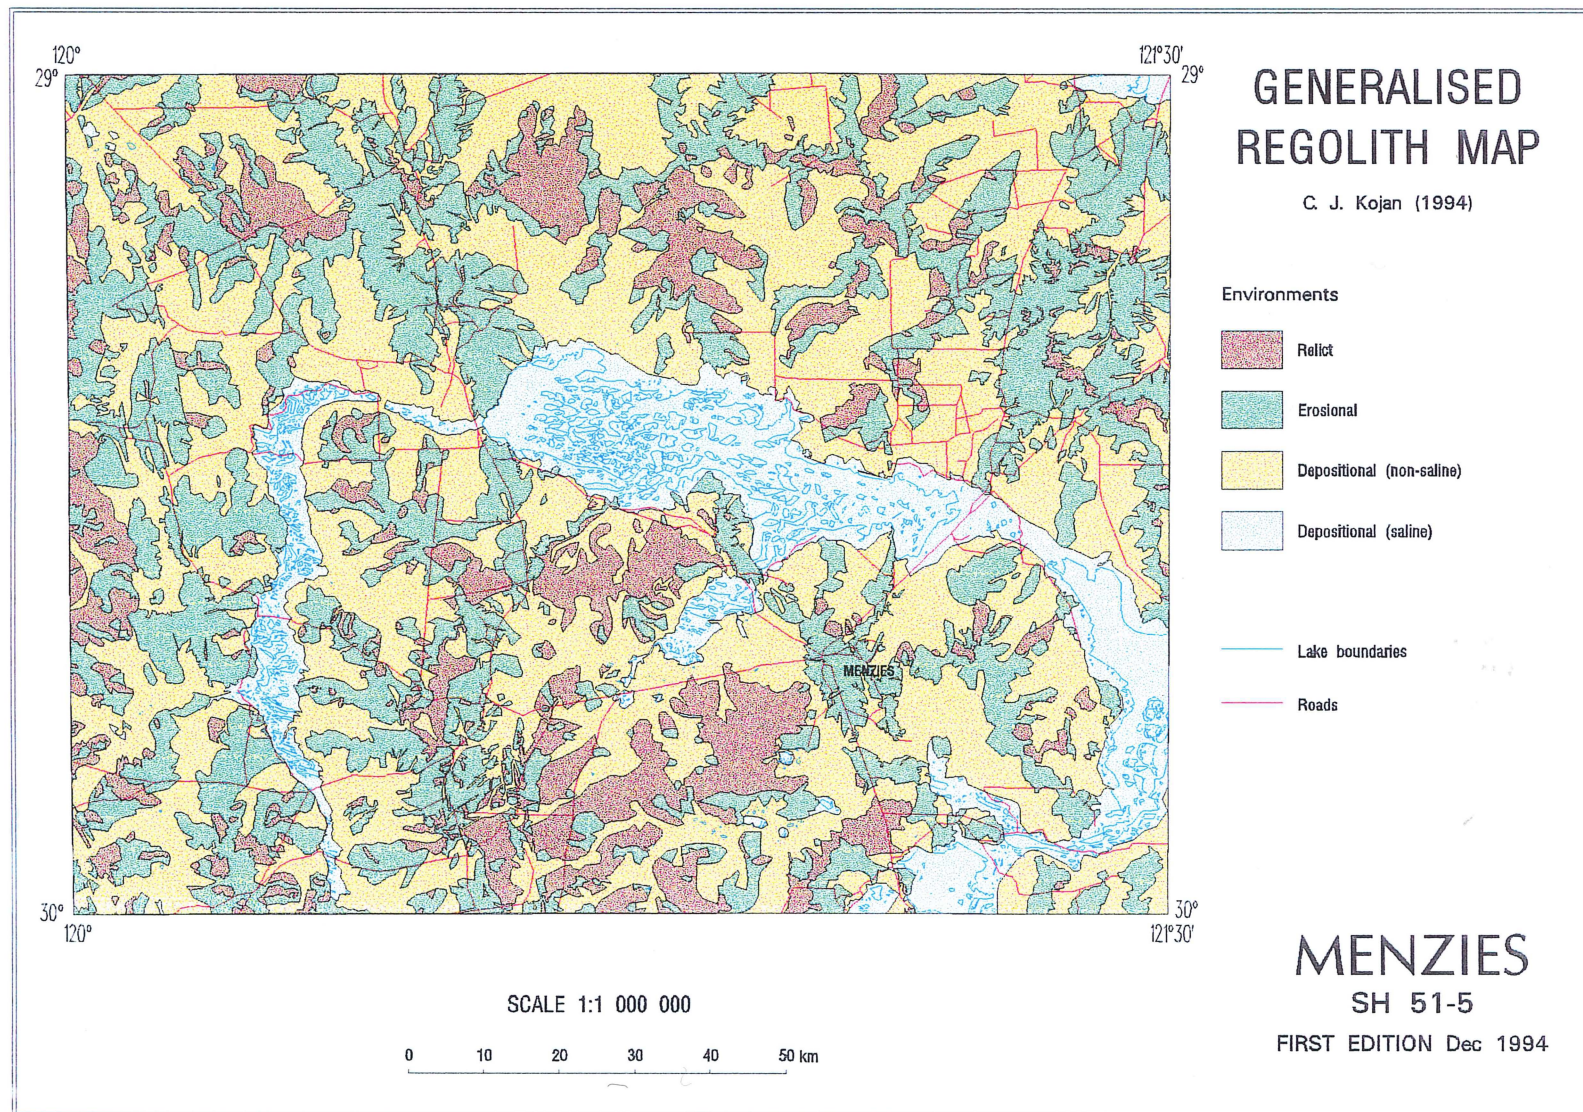 120°
121°30'
29°
29°
GENERALISED
REGOLITH MAP
C. J. Kojan (1994)
Environments
Relict
Erosional
Depositional (non-saline)
Depositional (saline)
Lake boundaries
Roads
MENZIES
30°
30°
120°
121°30'
SCALE 1:1 000 000
0 10 20 30 40 50 km
MENZIES
SH 51-5
FIRST EDITION Dec 1994